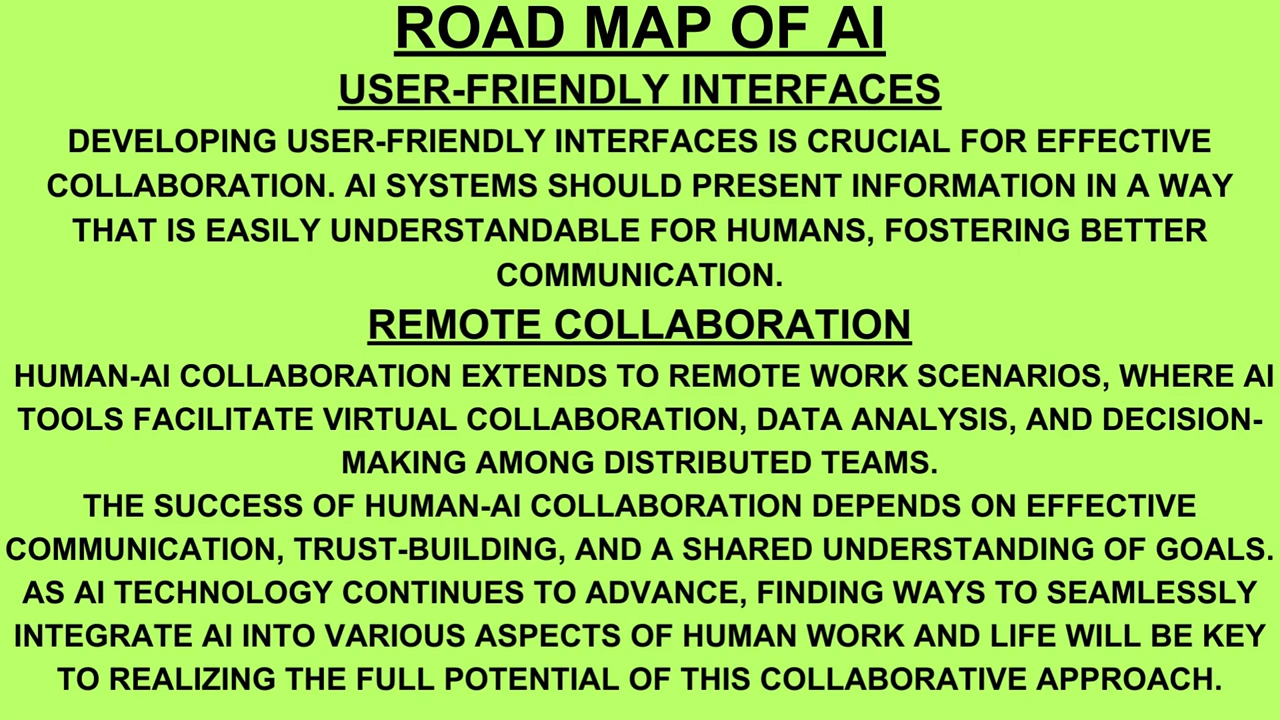 ROAD MAP OF AI
USER-FRIENDLY INTERFACES
DEVELOPING USER-FRIENDLY INTERFACES IS CRUCIAL FOR EFFECTIVE
COLLABORATION. AI SYSTEMS SHOULD PRESENT INFORMATION IN A WAY
THAT IS EASILY UNDERSTANDABLE FOR HUMANS, FOSTERING BETTER
COMMUNICATION.
REMOTE COLLABORATION
HUMAN-AI COLLABORATION EXTENDS TO REMOTE WORK SCENARIOS, WHERE AI
TOOLS FACILITATE VIRTUAL COLLABORATION, DATA ANALYSIS, AND DECISION-
MAKING AMONG DISTRIBUTED TEAMS.
THE SUCCESS OF HUMAN-AI COLLABORATION DEPENDS ON EFFECTIVE
COMMUNICATION, TRUST-BUILDING, AND A SHARED UNDERSTANDING OF GOALS.
AS AI TECHNOLOGY CONTINUES TO ADVANCE, FINDING WAYS TO SEAMLESSLY
INTEGRATE AI INTO VARIOUS ASPECTS OF HUMAN WORK AND LIFE WILL BE KEY
TO REALIZING THE FULL POTENTIAL OF THIS COLLABORATIVE APPROACH.